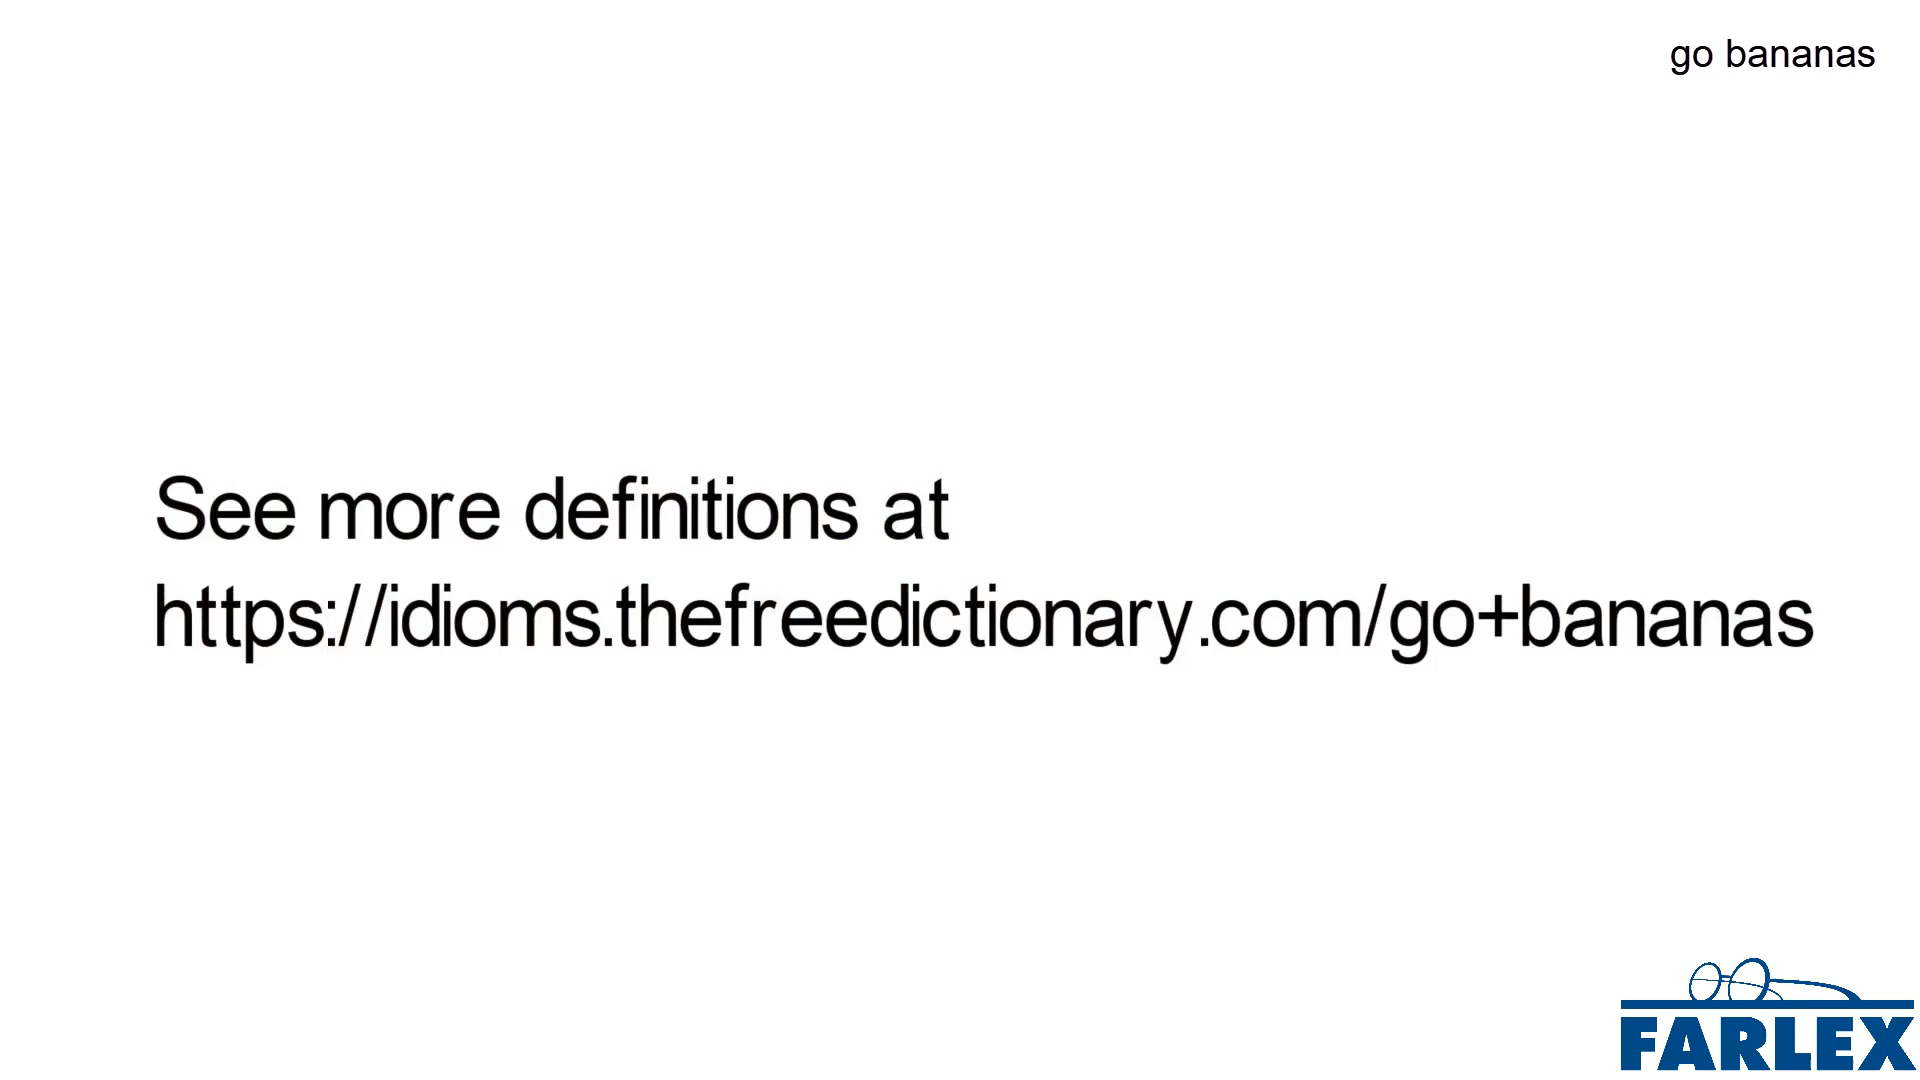 go bananas
See more definitions at
https://idioms.thefreedictionary.com/go+bananas
FARLEX